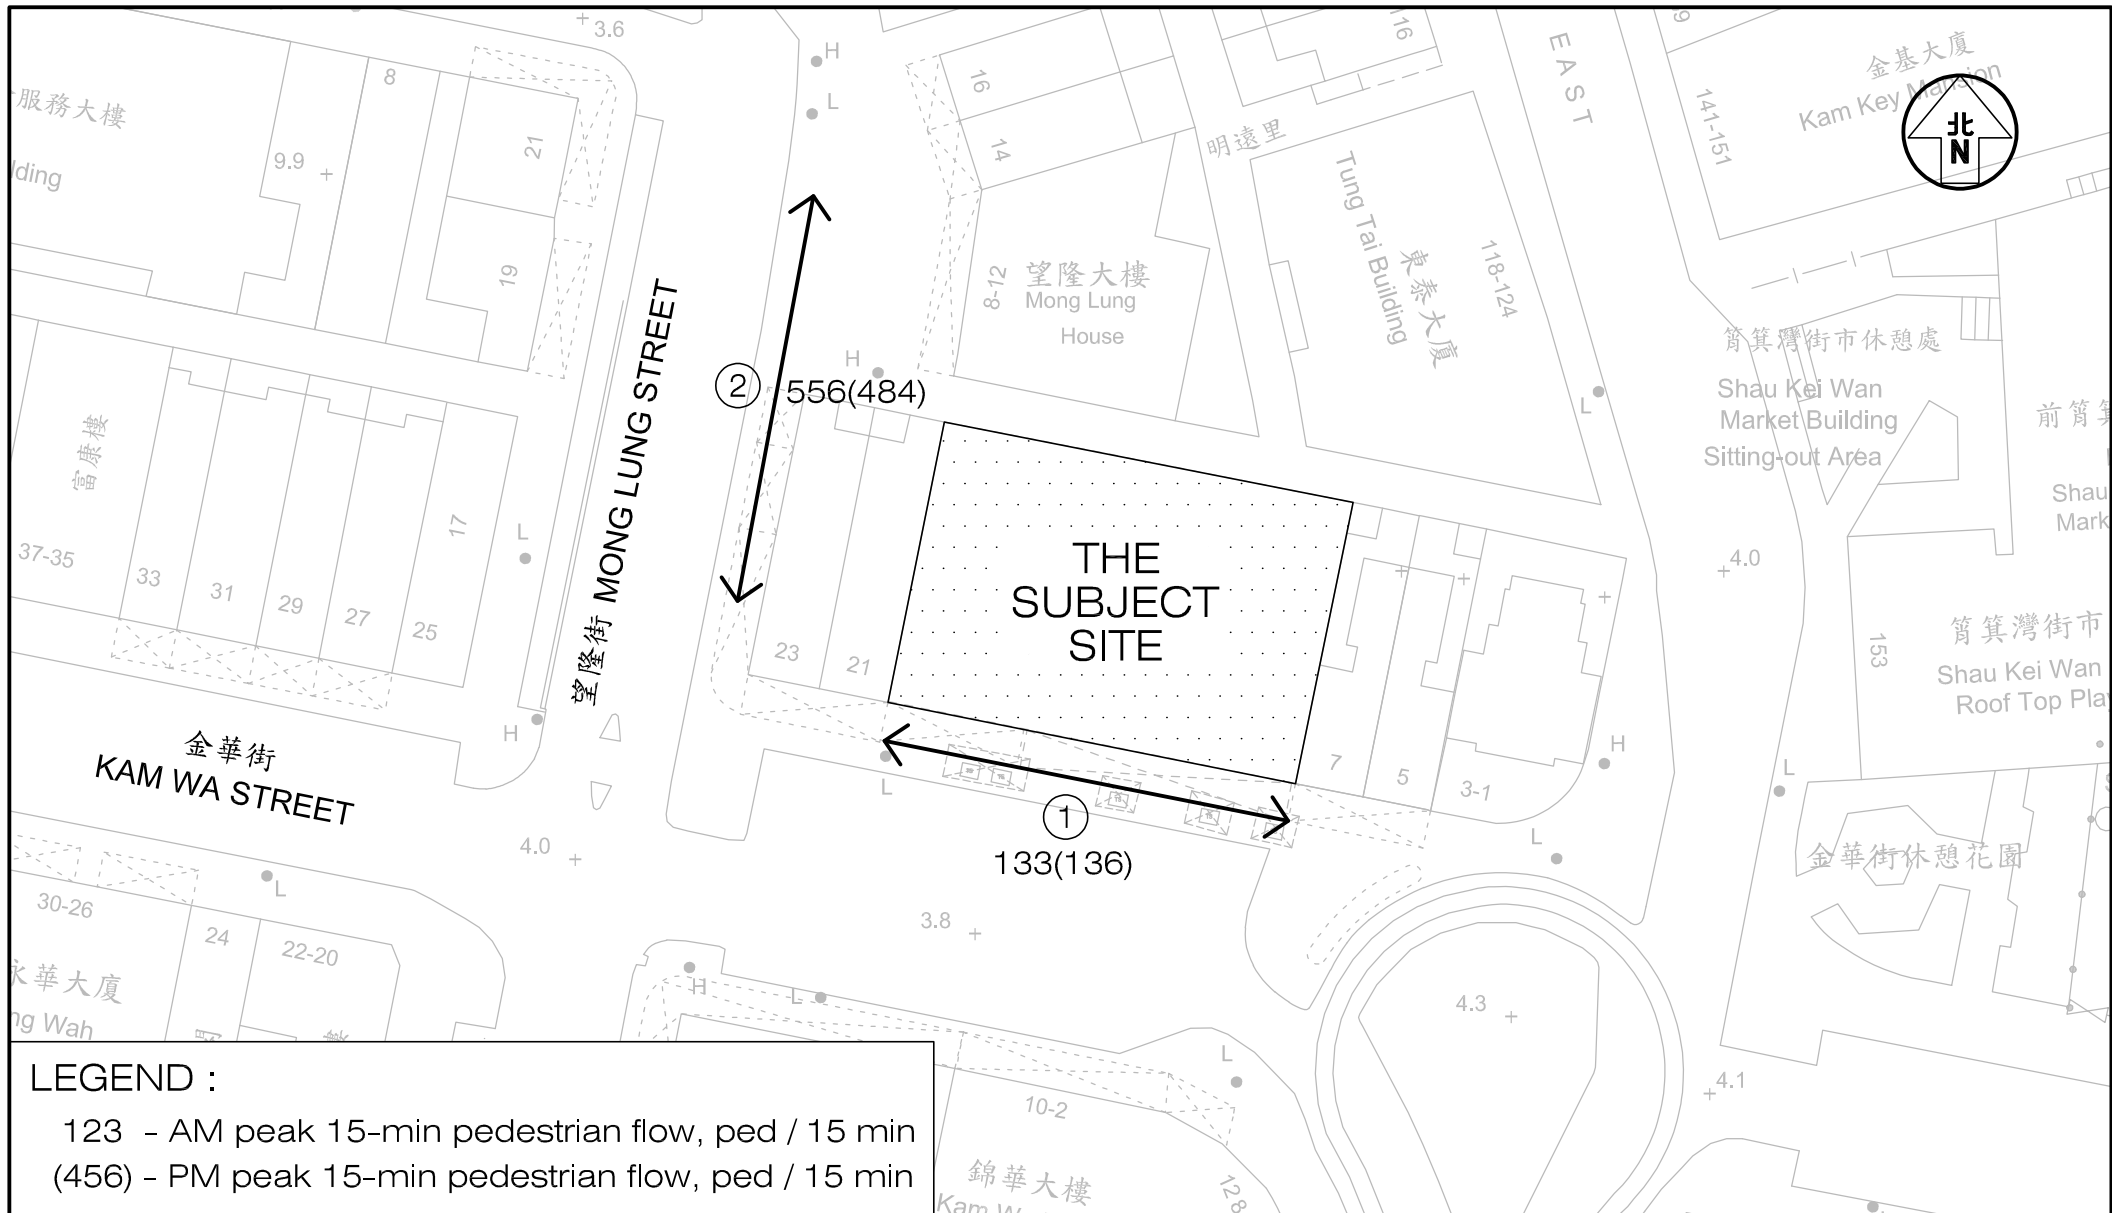 3.6
H
L
16
14
116
EAST
79
金基大廈
Kam Key Mansion
141-151
北
N
服務大樓
lding
8
9.9
21
19
明遠里
Tung Tai Building
東泰大廈
118-124
望隆大樓
Mong Lung
House
8-12
H
L
筲箕灣街市休憩處
Shau Kei Wan
Market Building
Sitting-out Area
前筲箕
Shau
Mark
望隆街 MONG LUNG STREET
2
556(484)
富康樓
37-35
33
31
29
27
25
17
L
H
23
21
THE
SUBJECT
SITE
7
5
3-1
H
L
4.0
153
筲箕灣街市
Shau Kei Wan
Roof Top Play
L
金華街
KAM WA STREET
L
1
133(136)
4.0
3.8
L
30-26
24
22-20
永華大廈
ng Wah
H
L
4.3
金華街休憩花園
4.1
L
10-2
錦華大樓
128
LEGEND :
123 - AM peak 15-min pedestrian flow, ped / 15 min
(456) - PM peak 15-min pedestrian flow, ped / 15 min